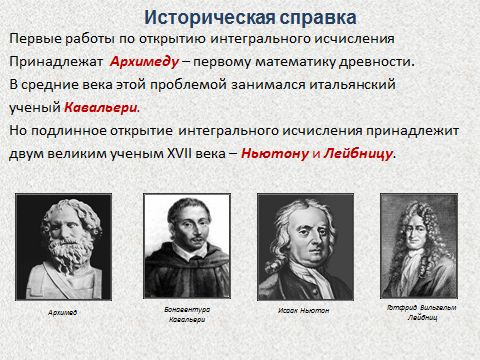 Историческая справка
Первые работы по открытию интегрального исчисления
Принадлежат Архимеду – первому математику древности.
В средние века этой проблемой занимался итальянский
ученый Кавальери.
Но подлинное открытие интегрального исчисления принадлежит
двум великим ученым XVII века – Ньютону и Лейбницу.
Архимед
Бонавентура
Кавальери
Исаак Ньютон
Готфрид Вильгельм
Лейбниц